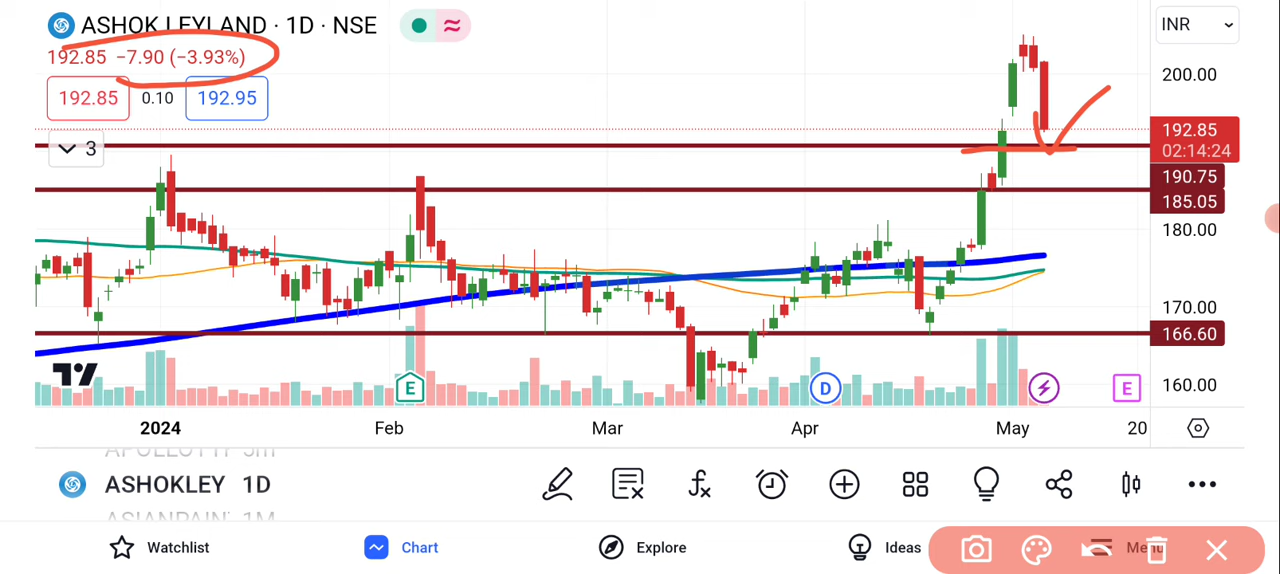 ASHOK LEYLAND · 1D · NSE
192.85 −7.90 (−3.93%)
192.85 0.10 192.95
3
INR
200.00
192.85
02:14:24
190.75
185.05
180.00
170.00
166.60
160.00
E D E
2024 Feb Mar Apr May 20
ASHOKLEY 1D
Watchlist Chart Explore Ideas Menu